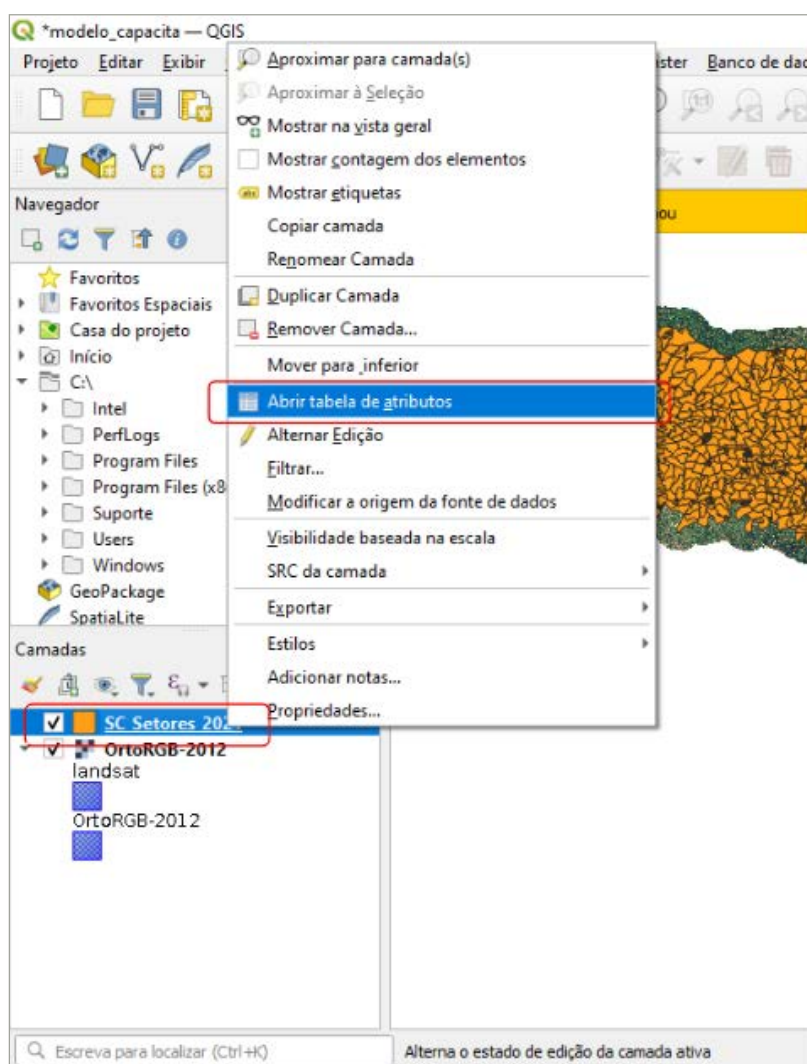 *modelo_capacita — QGIS
Projeto Editar Exibir
ster Banco de dad
Aproximar para camada(s)
Aproximar à Seleção
Mostrar na vista geral
Mostrar contagem dos elementos
Mostrar etiquetas
Copiar camada
Renomear Camada
Duplicar Camada
Remover Camada...
Mover para _inferior
Abrir tabela de atributos
Alternar Edição
Filtrar...
Modificar a origem da fonte de dados
Visibilidade baseada na escala
SRC da camada
Exportar
Estilos
Adicionar notas...
Propriedades...
ou
Navegador
Favoritos
Favoritos Espaciais
Casa do projeto
Início
C:\
Intel
PerfLogs
Program Files
Program Files (x8
Suporte
Users
Windows
GeoPackage
SpatiaLite
Camadas
SC Setores 202
OrtoRGB-2012
landsat
OrtoRGB-2012
Escreva para localizar (Ctrl+K)
Alterna o estado de edição da camada ativa